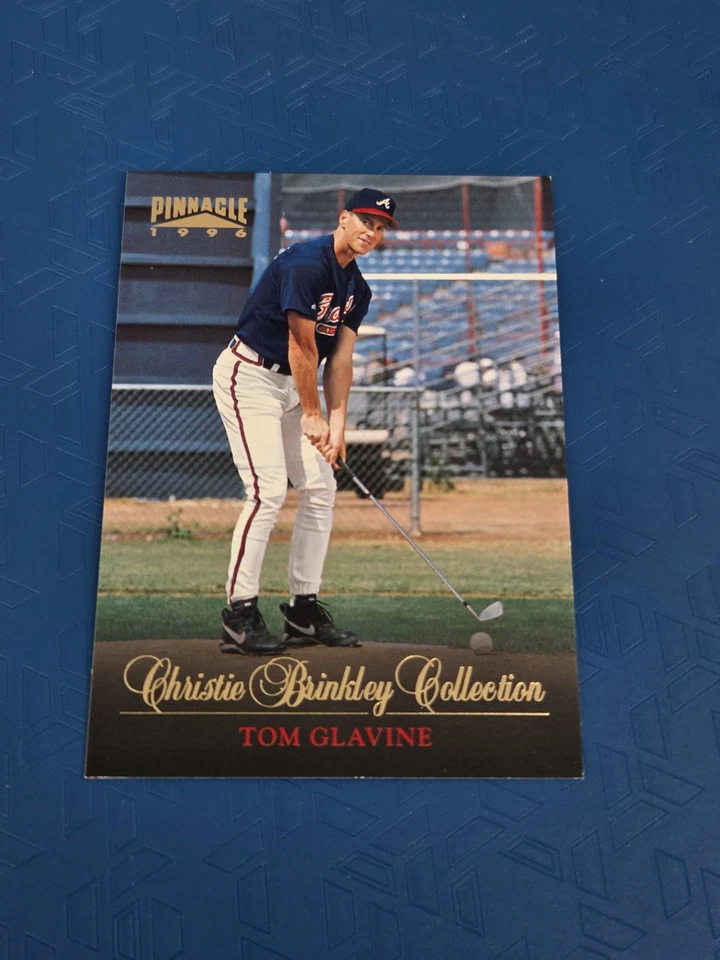 PINNACLE
1996
A
Christie Brinkley Collection
TOM GLAVINE